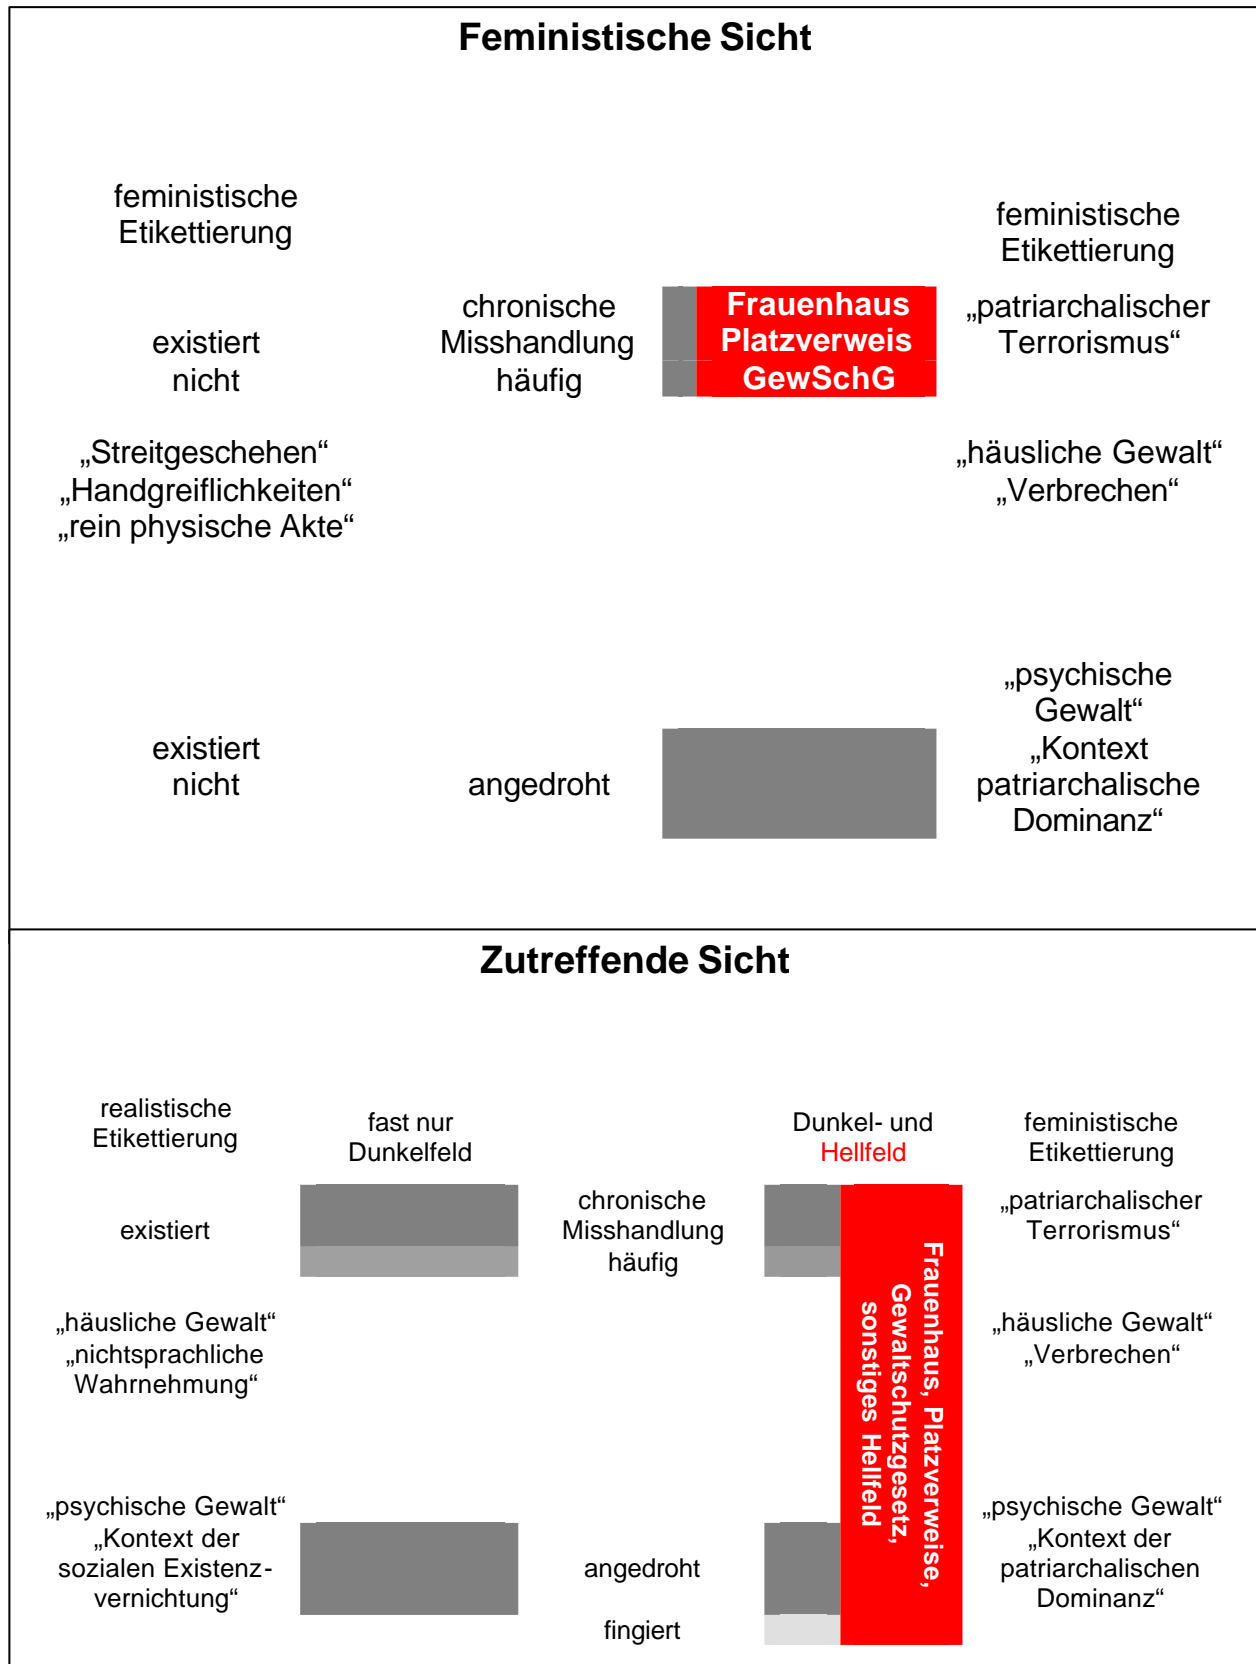 Feministische Sicht
feministische
Etikettierung
feministische
Etikettierung
existiert
nicht
chronische
Misshandlung
häufig
Frauenhaus
Platzverweis
GewSchG
„patriarchalischer
Terrorismus“
„Streitgeschehen“
„Handgreiflichkeiten“
„rein physische Akte“
„häusliche Gewalt“
„Verbrechen“
existiert
nicht
angedroht
„psychische
Gewalt“
„Kontext
patriarchalische
Dominanz“
Zutreffende Sicht
realistische
Etikettierung
fast nur
Dunkelfeld
Dunkel- und
Hellfeld
feministische
Etikettierung
existiert
chronische
Misshandlung
häufig
„patriarchalischer
Terrorismus“
„häusliche Gewalt“
„nichtsprachliche
Wahrnehmung“
Frauenhaus, Platzverweise,
Gewaltschutzgesetz,
sonstiges Hellfeld
„häusliche Gewalt“
„Verbrechen“
„psychische Gewalt“
„Kontext der
sozialen Existenz-
vernichtung“
angedroht
fingiert
„psychische Gewalt“
„Kontext der
patriarchalischen
Dominanz“